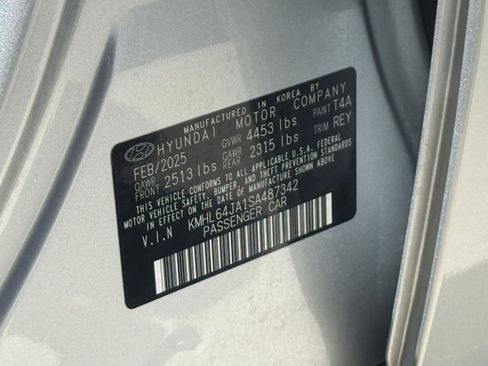 MANUFACTURED IN KOREA BY
HYUNDAI MOTOR COMPANY
FEB/2025 GVWR 4453 lbs PAINT T4A
GAWR FRONT 2513 lbs GAWR REAR 2315 lbs TRIM REY
THIS VEHICLE CONFORMS TO ALL APPLICABLE U.S.A. FEDERAL
MOTOR VEHICLE SAFETY, BUMPER, AND THEFT PREVENTION STANDARDS
IN EFFECT ON THE DATE OF MANUFACTURE SHOWN ABOVE.
V.I.N KMHL64JA1SA487342
PASSENGER CAR